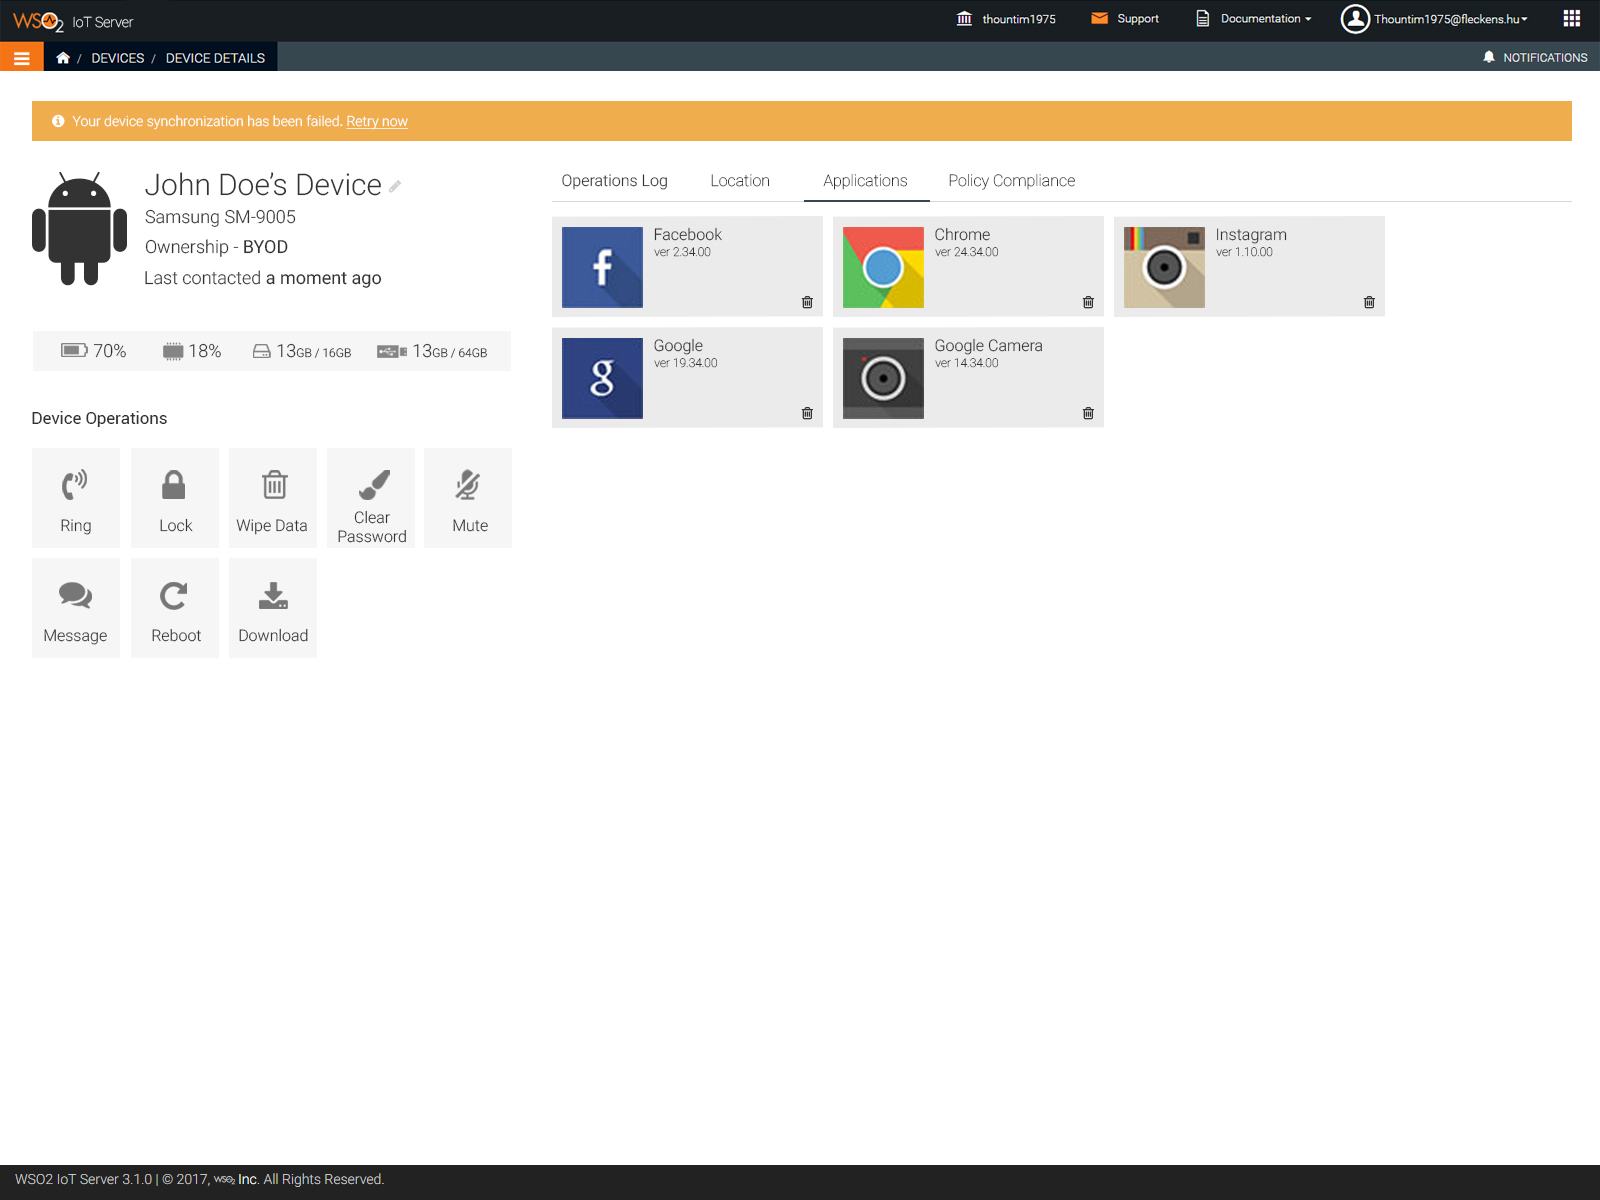 WSO2 IoT Server
thountim1975
Support
Documentation
Thountim1975@fleckens.hu
/ DEVICES / DEVICE DETAILS
NOTIFICATIONS
Your device synchronization has been failed. Retry now
John Doe's Device
Samsung SM-9005
Ownership - BYOD
Last contacted a moment ago
70%
18%
13GB / 16GB
13GB / 64GB
Device Operations
Ring
Lock
Wipe Data
Clear
Password
Mute
Message
Reboot
Download
Operations Log
Location
Applications
Policy Compliance
f
Facebook
ver 2.34.00
Chrome
ver 24.34.00
Instagram
ver 1.10.00
g
Google
ver 19.34.00
Google Camera
ver 14.34.00
WSO2 IoT Server 3.1.0 | © 2017, WSO2 Inc. All Rights Reserved.